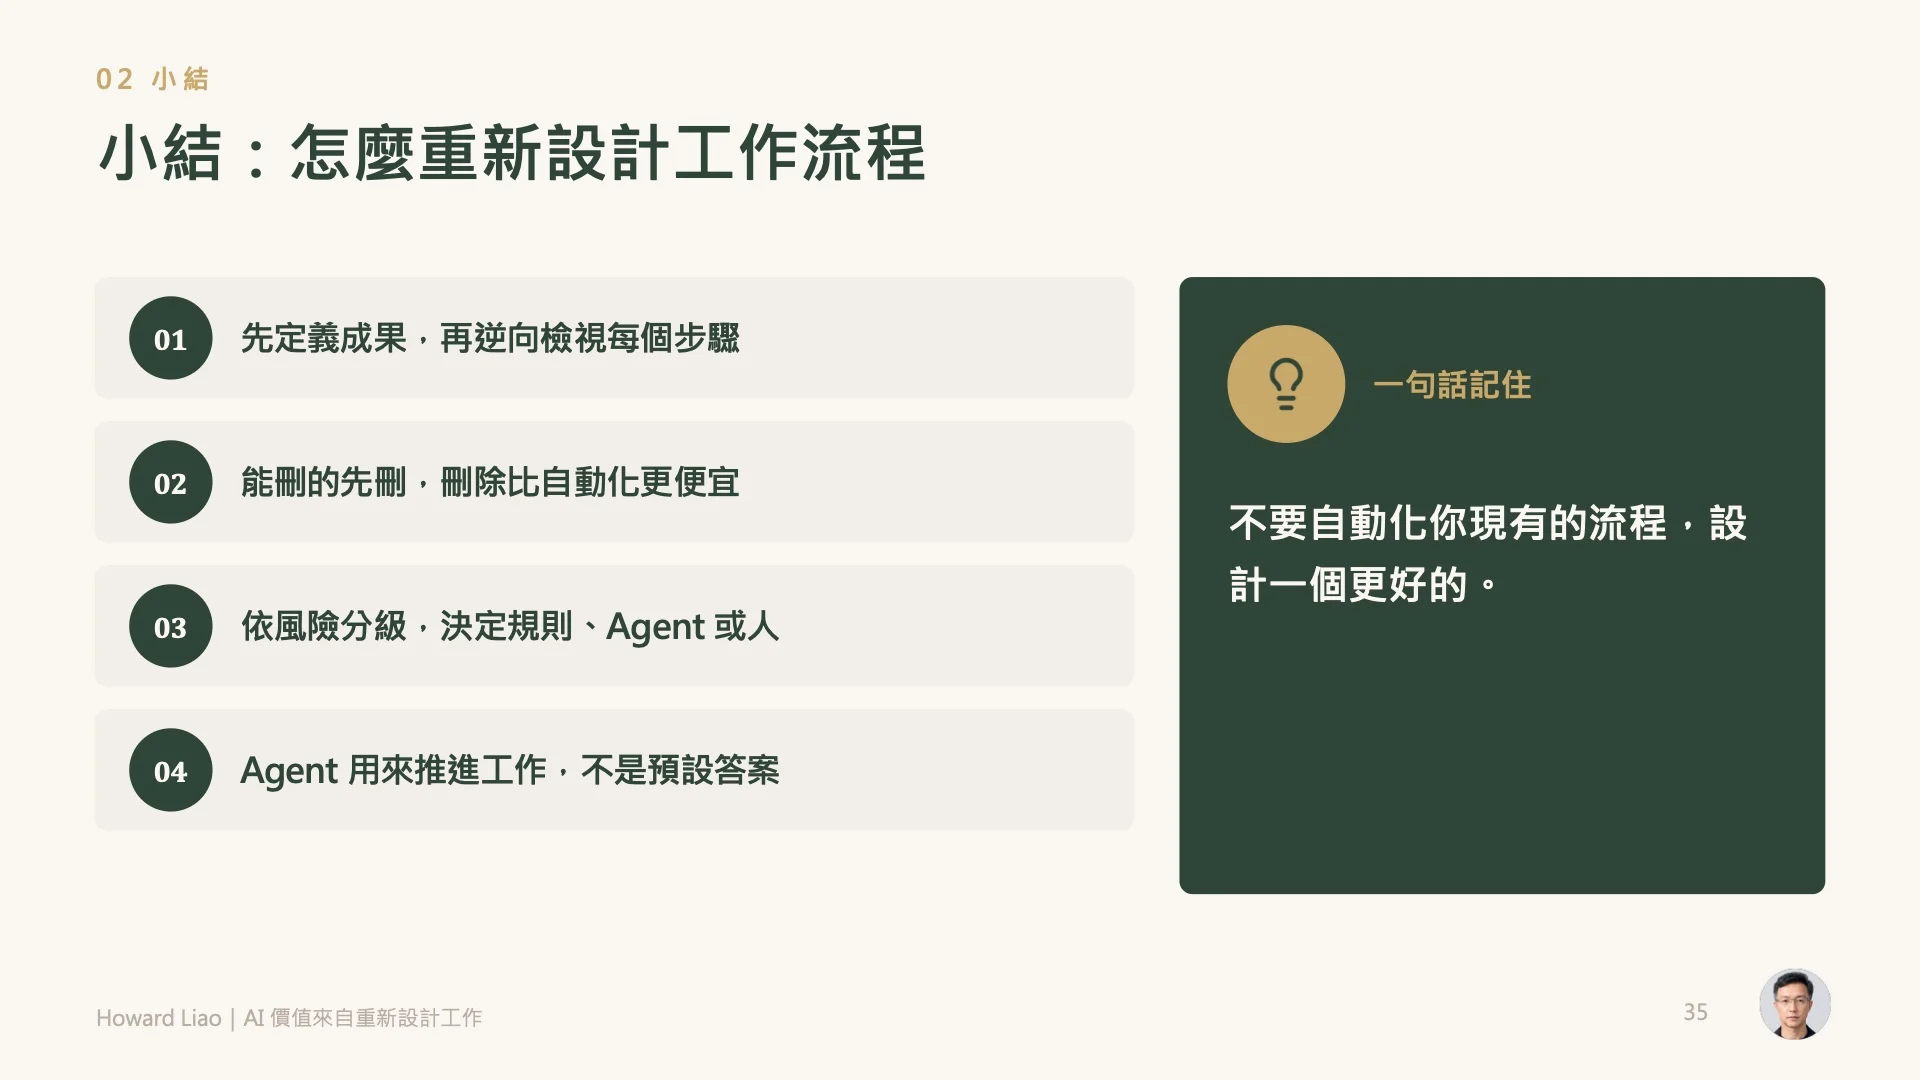 02 小結
小結：怎麼重新設計工作流程
01 先定義成果，再逆向檢視每個步驟
02 能刪的先刪，刪除比自動化更便宜
03 依風險分級，決定規則、Agent 或人
04 Agent 用來推進工作，不是預設答案
一句話記住
不要自動化你現有的流程，設
計一個更好的。
Howard Liao｜AI 價值來自重新設計工作
35